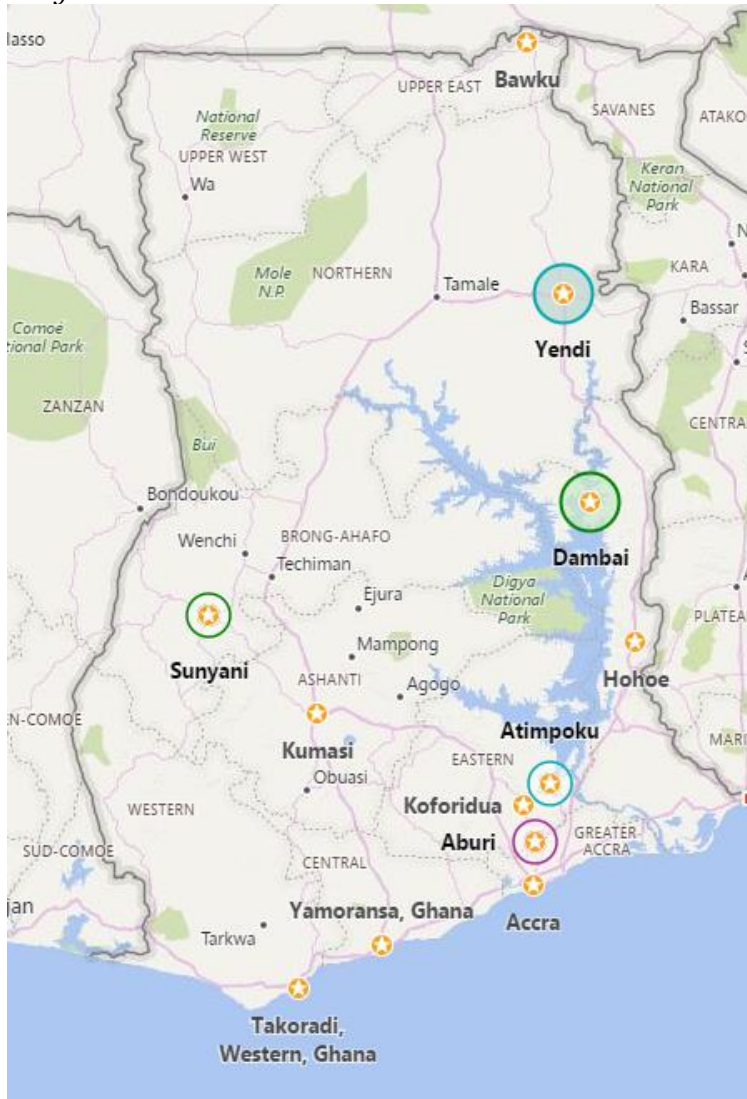 lasso
Bawku
UPPER EAST
SAVANES
ATAKO
National
Reserve
UPPER WEST
Wa
Keran
National
Park
Mole
N.P.
NORTHERN
Tamale
KARA
Bassar
Yendi
Comoé
tional Park
ZANZAN
CENTRA
Bui
Bondoukou
Wenchi
BRONG-AHAFO
Techiman
Dambai
Digya
National
Park
Ejura
PLATEA
Sunyani
Mampong
Hohoe
ASHANTI
Agogo
EN-COMOE
Kumasi
Atimpoku
MARI
EASTERN
Obuasi
Koforidua
WESTERN
Aburi
GREATER
ACCRA
SUD-COMOE
CENTRAL
jan
Yamoransa, Ghana
Accra
Tarkwa
Takoradi,
Western, Ghana